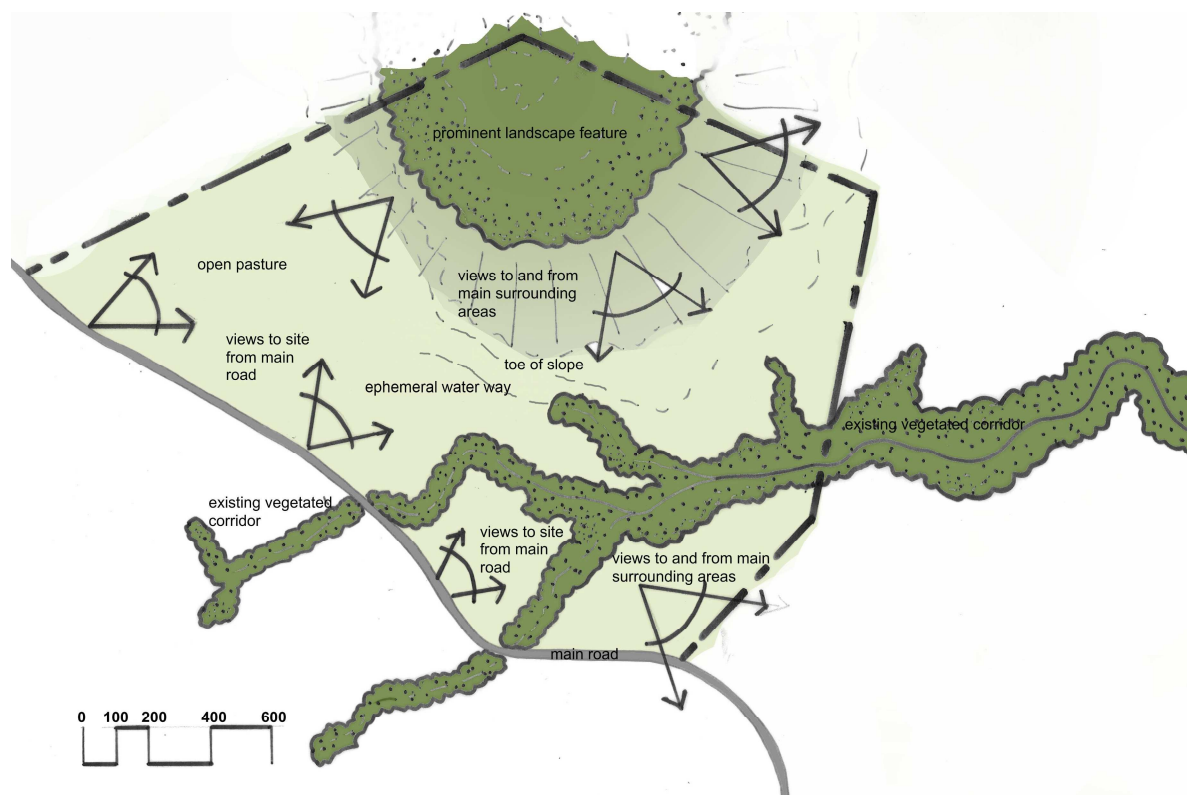 prominent landscape feature
open pasture
views to and from
main surrounding
areas
views to site
from main
road
toe of slope
ephemeral water way
existing vegetated corridor
existing vegetated
corridor
views to site
from main
road
views to and from main
surrounding areas
main road
0 100 200 400 600